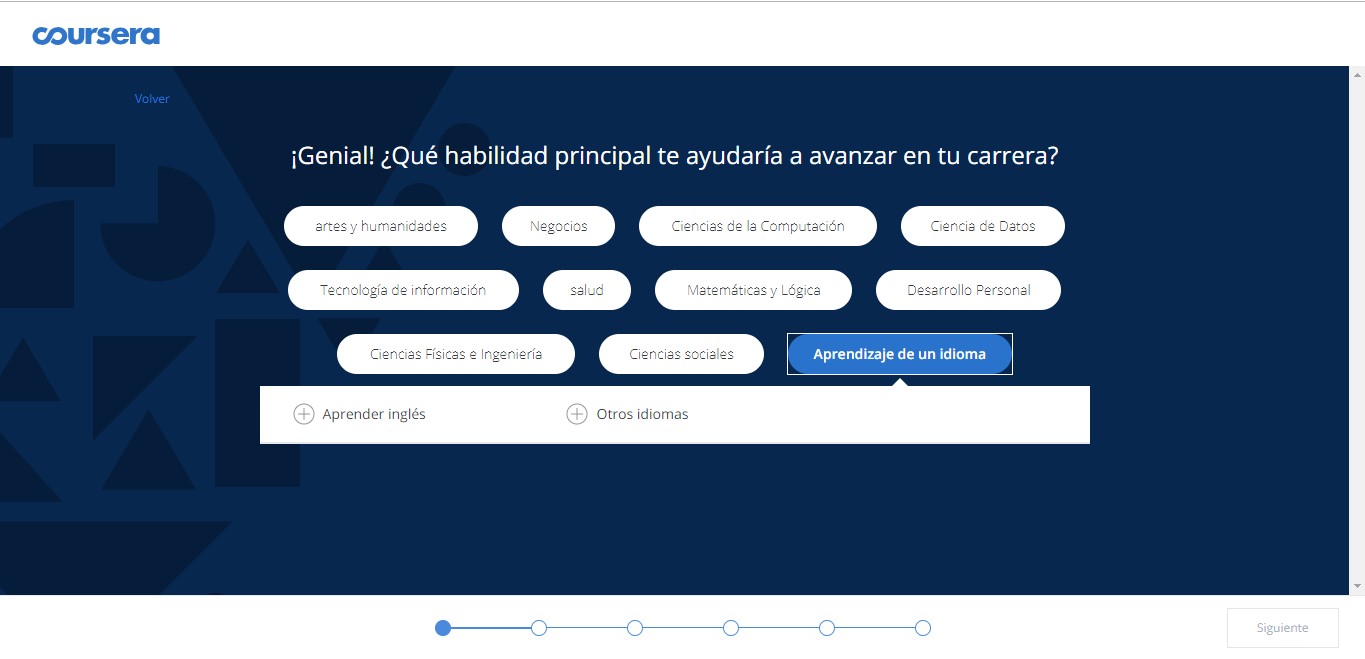 coursera
Volver
¡Genial! ¿Qué habilidad principal te ayudaría a avanzar en tu carrera?
artes y humanidades Negocios Ciencias de la Computación Ciencia de Datos
Tecnología de información salud Matemáticas y Lógica Desarrollo Personal
Ciencias Físicas e Ingeniería Ciencias sociales Aprendizaje de un idioma
Aprender inglés Otros idiomas
Siguiente